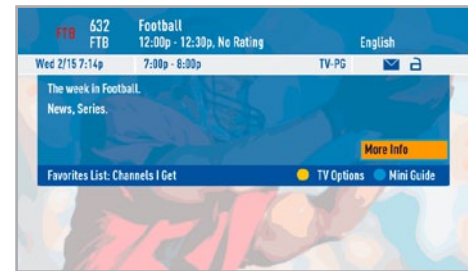 FTB 632 Football
FTB 12:00p - 12:30p, No Rating English
Wed 2/15 7:14p 7:00p - 8:00p TV-PG
The week in Football.
News, Series.
More Info
Favorites List: Channels I Get TV Options Mini Guide